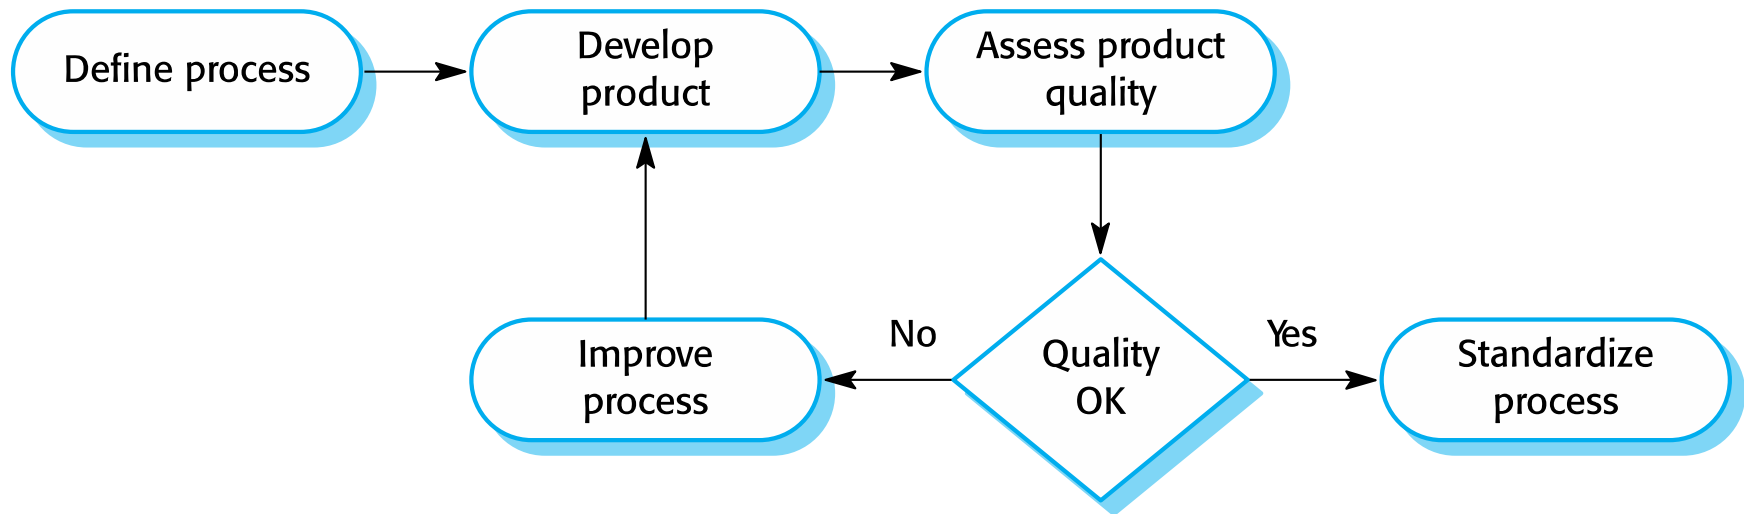 Define process
Develop
product
Assess product
quality
Improve
process
No
Quality
OK
Yes
Standardize
process